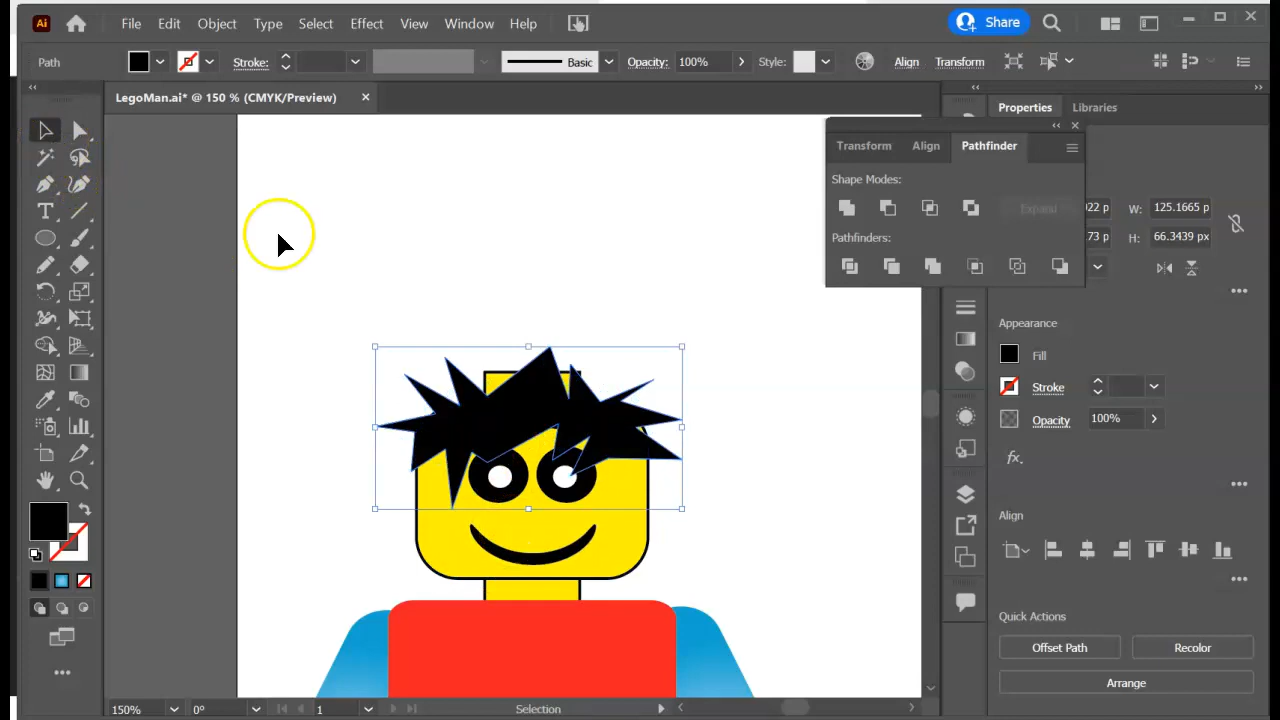 Ai File Edit Object Type Select Effect View Window Help Share
Path Stroke: Basic Opacity: 100% Style: Align Transform
LegoMan.ai* @ 150 % (CMYK/Preview)
Properties Libraries
Transform Align Pathfinder
Shape Modes:
Expand
Pathfinders:
022 p W: 125.1665 p
73 p H: 66.3439 px
Appearance
Fill
Stroke
Opacity 100%
fx.
Align
Quick Actions
Offset Path Recolor
Arrange
150% 0° 1 Selection